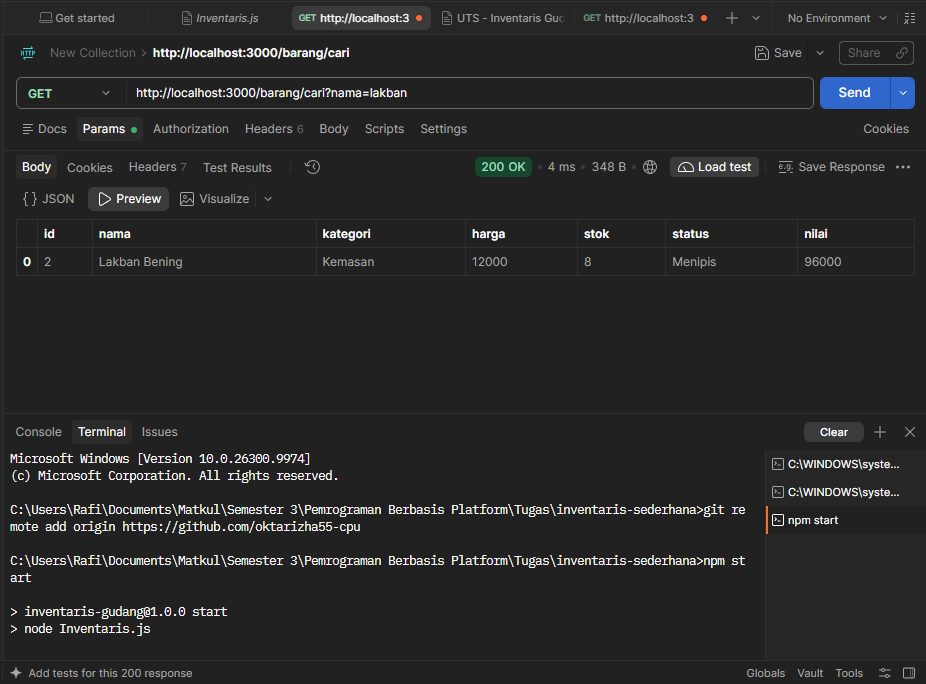 Get started Inventaris.js GET http://localhost:3 UTS - Inventaris Gud GET http://localhost:3 No Environment
HTTP New Collection > http://localhost:3000/barang/cari Save Share
GET http://localhost:3000/barang/cari?nama=lakban Send
Docs Params Authorization Headers 6 Body Scripts Settings Cookies
Body Cookies Headers 7 Test Results 200 OK 4 ms 348 B Load test e.g. Save Response
{} JSON Preview Visualize
id nama kategori harga stok status nilai
0 2 Lakban Bening Kemasan 12000 8 Menipis 96000
Console Terminal Issues Clear
Microsoft Windows [Version 10.0.26300.9974]
(c) Microsoft Corporation. All rights reserved.
C:\Users\Rafi\Documents\Matkul\Semester 3\Pemrograman Berbasis Platform\Tugas\inventaris-sederhana>git re
mote add origin https://github.com/oktarizha55-cpu
C:\Users\Rafi\Documents\Matkul\Semester 3\Pemrograman Berbasis Platform\Tugas\inventaris-sederhana>npm st
art
> inventaris-gudang@1.0.0 start
> node Inventaris.js
C:\WINDOWS\syste...
C:\WINDOWS\syste...
npm start
Add tests for this 200 response Globals Vault Tools